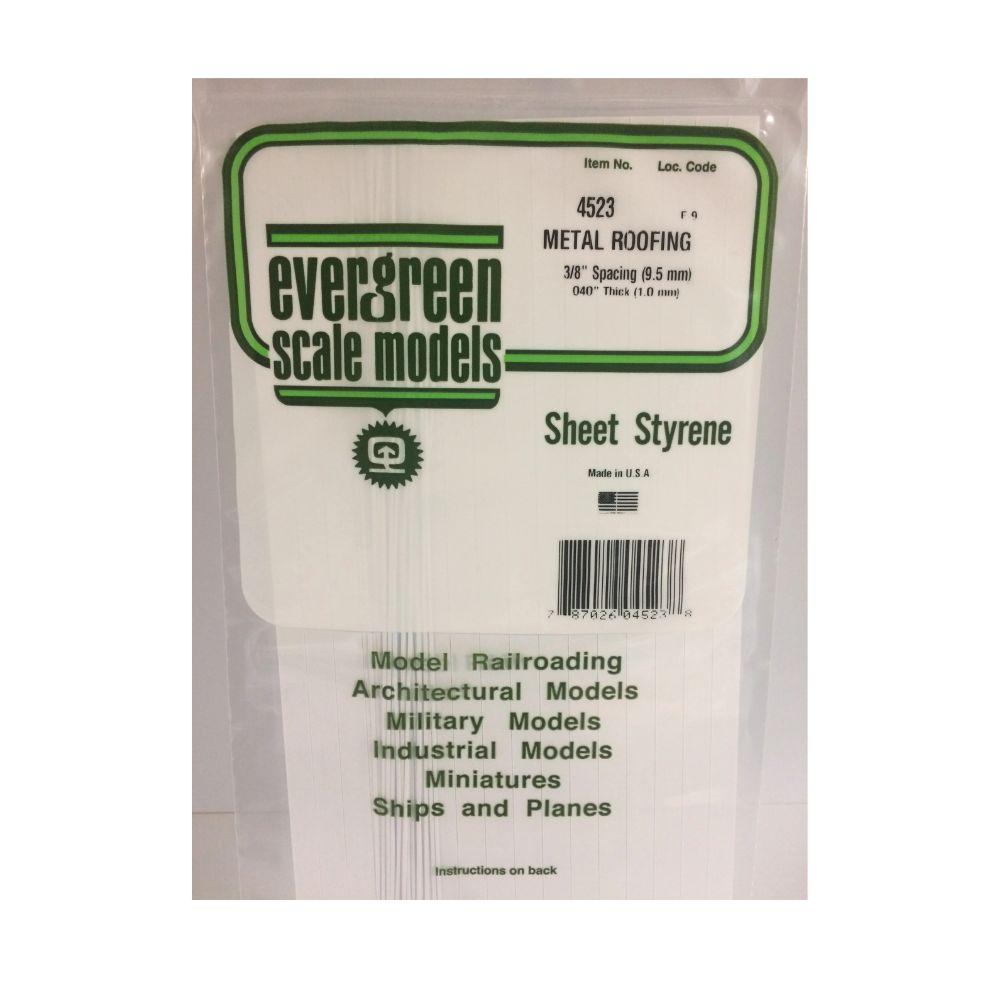 Item No. Loc. Code
4523 F 9
METAL ROOFING
3/8" Spacing (9.5 mm)
.040" Thick (1.0 mm)
evergreen
scale models
Sheet Styrene
Made in U.S.A
7 87026 04523 8
Model Railroading
Architectural Models
Military Models
Industrial Models
Miniatures
Ships and Planes
Instructions on back